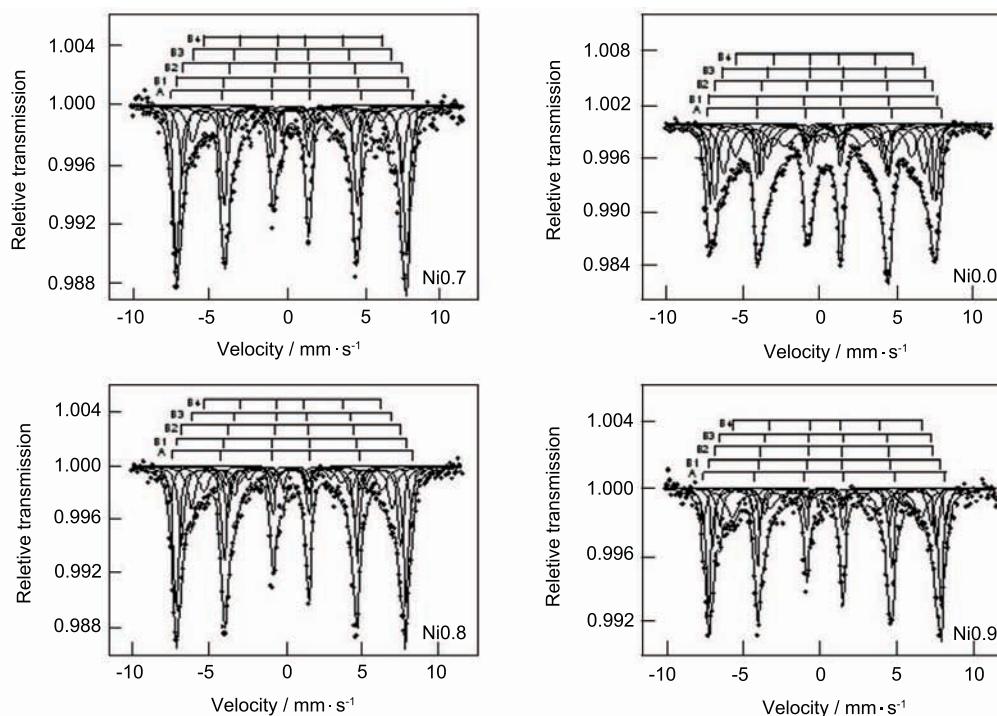 1.004
1.000
0.996
0.992
0.988
Reletive transmission
B4
B3
B2
B1
A
Ni0.7
-10 -5 0 5 10
Velocity / mm · s-1
1.008
1.002
0.996
0.990
0.984
Reletive transmission
B4
B3
B2
B1
A
Ni0.0
-10 -5 0 5 10
Velocity / mm · s-1
1.004
1.000
0.996
0.992
0.988
Reletive transmission
B4
B3
B2
B1
A
Ni0.8
-10 -5 0 5 10
Velocity / mm · s-1
1.004
1.000
0.996
0.992
Reletive transmission
B4
B3
B2
B1
A
Ni0.9
-10 -5 0 5 10
Velocity / mm · s-1